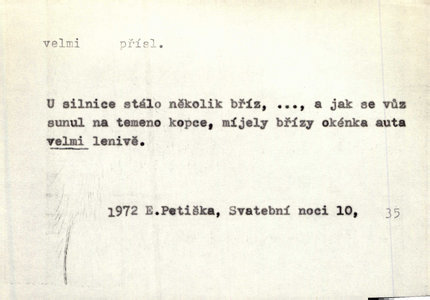 velmi přísl.
U silnice stálo několik bříz, ..., a jak se vůz
sunul na temeno kopce, míjely břízy okénka auta
velmi lenivě.
1972 E.Petiška, Svatební noci 10, 35